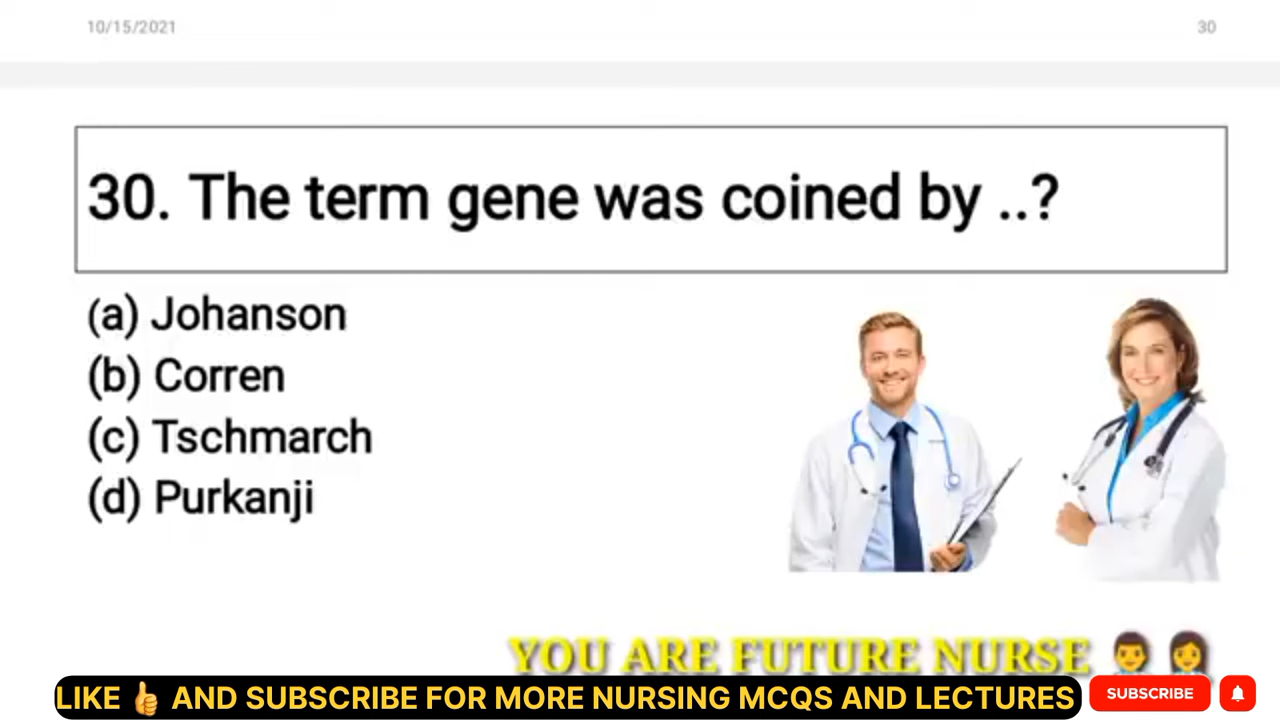 10/15/2021
30
30. The term gene was coined by ..?
(a) Johanson
(b) Corren
(c) Tschmarch
(d) Purkanji
YOU ARE FUTURE NURSE 👨‍⚕️ 👩‍⚕️
LIKE 👍 AND SUBSCRIBE FOR MORE NURSING MCQS AND LECTURES
SUBSCRIBE